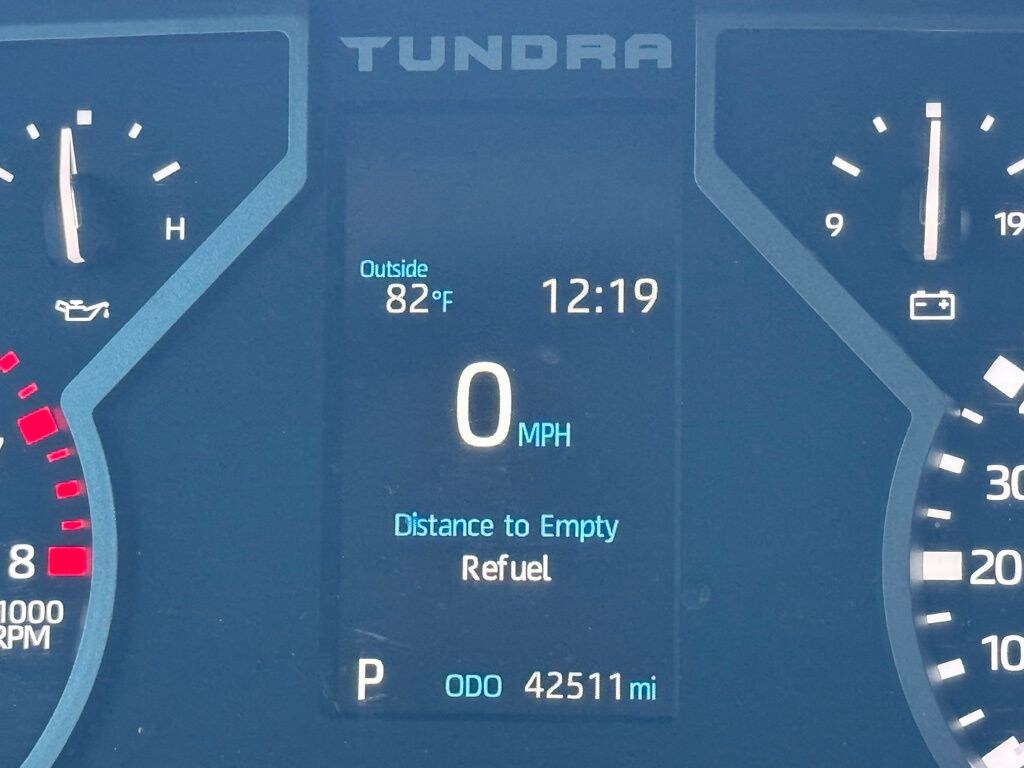 TUNDRA
H
9
19
Outside
82°F
12:19
0 MPH
30
Distance to Empty
Refuel
8
20
1000
RPM
10
P
ODO 42511 mi